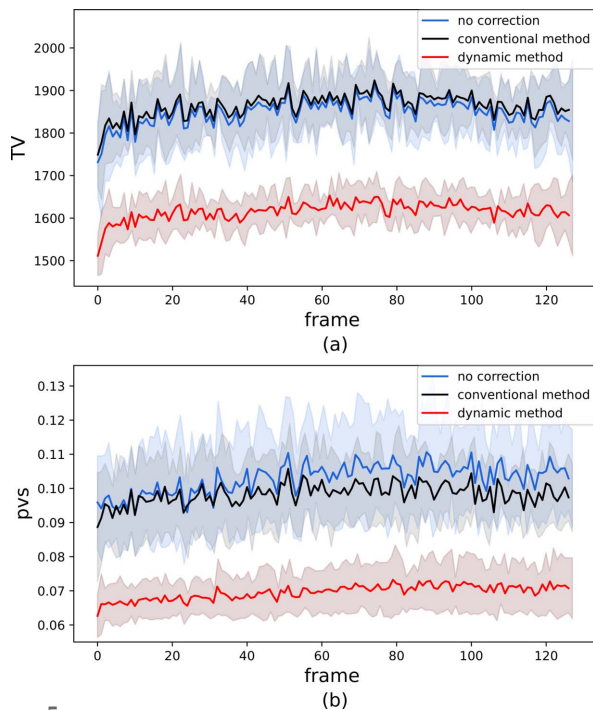 no correction
conventional method
dynamic method
2000
1900
1800
1700
1600
1500
TV
0 20 40 60 80 100 120
frame
(a)
no correction
conventional method
dynamic method
0.13
0.12
0.11
0.10
0.09
0.08
0.07
0.06
pvs
0 20 40 60 80 100 120
frame
(b)